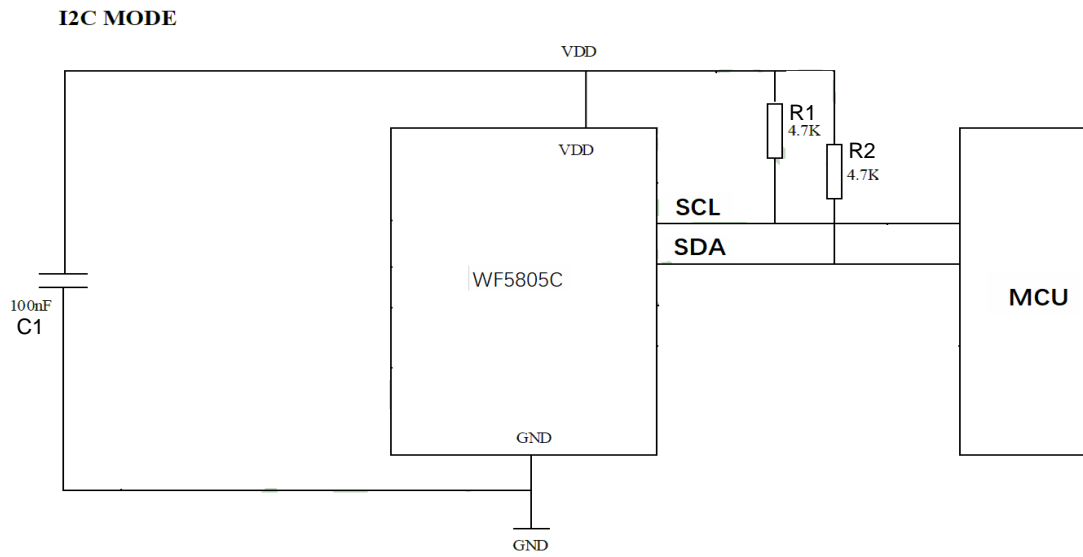 I2C MODE
VDD
VDD
R1
4.7K
R2
4.7K
SCL
SDA
WF5805C
MCU
100nF
C1
GND
GND